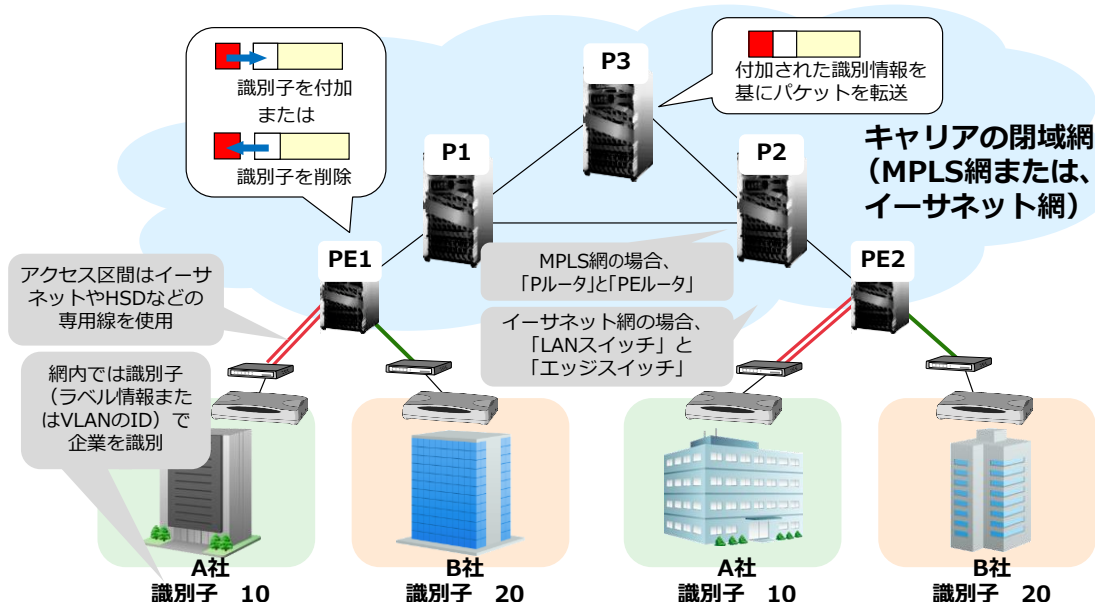 識別子を付加
または
識別子を削除
P3
付加された識別情報を
基にパケットを転送
P1
P2
キャリアの閉域網
(MPLS網または、
イーサネット網)
PE1
PE2
アクセス区間はイーサ
ネットやHSDなどの
専用線を使用
MPLS網の場合、
「Pルータ」と「PEルータ」
イーサネット網の場合、
「LANスイッチ」と
「エッジスイッチ」
網内では識別子
(ラベル情報また
はVLANのID)で
企業を識別
A社
識別子 10
B社
識別子 20
A社
識別子 10
B社
識別子 20